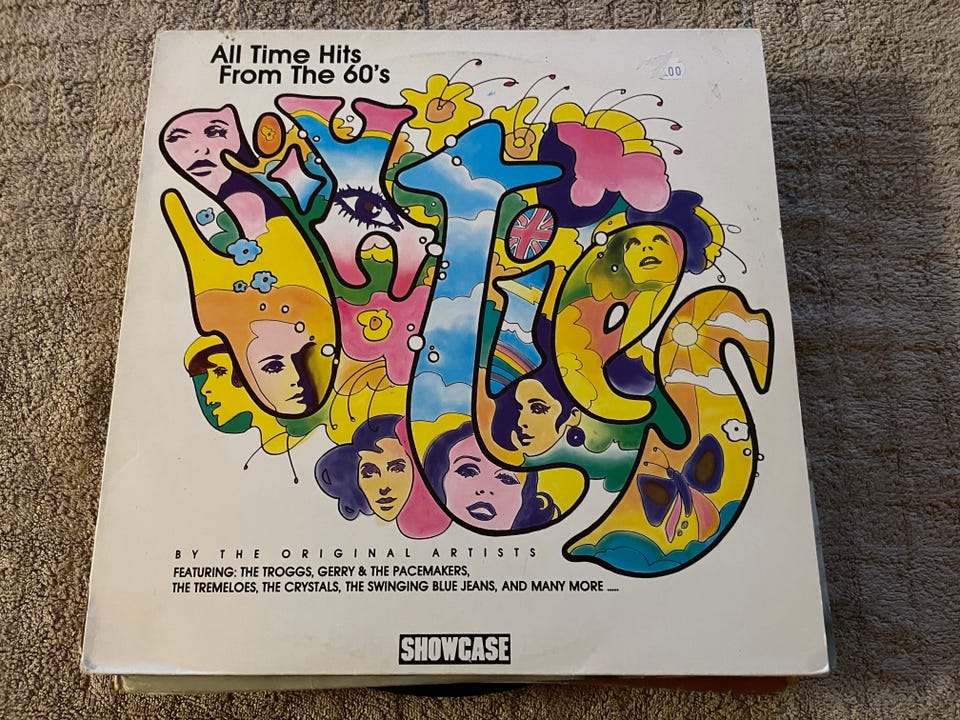 All Time Hits
From The 60's
.00
Sixties
BY THE ORIGINAL ARTISTS
FEATURING: THE TROGGS, GERRY & THE PACEMAKERS,
THE TREMELOES, THE CRYSTALS, THE SWINGING BLUE JEANS, AND MANY MORE .....
SHOWCASE